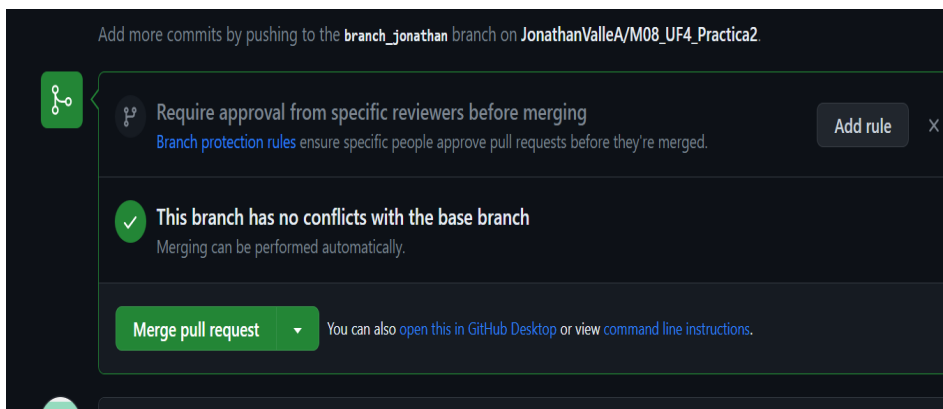 Add more commits by pushing to the branch_jonathan branch on JonathanValleA/M08_UF4_Practica2.
Require approval from specific reviewers before merging
Branch protection rules ensure specific people approve pull requests before they're merged.
Add rule
This branch has no conflicts with the base branch
Merging can be performed automatically.
Merge pull request
You can also open this in GitHub Desktop or view command line instructions.